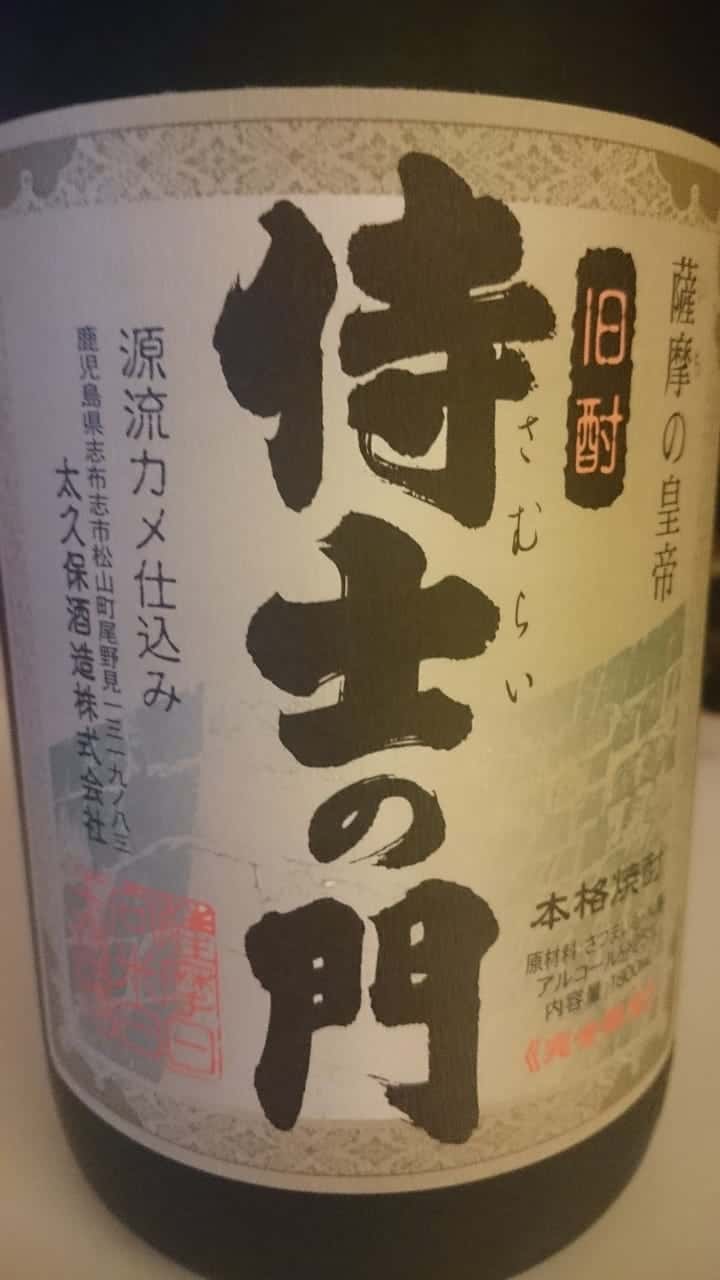 薩摩の皇帝
旧酎
侍士の門
さむらい
源流カメ仕込み
鹿児島県志布志市松山町尾野見一三一九ノ八三
太久保酒造株式会社
本格焼酎
原材料
アルコール分25%
内容量 1800ml